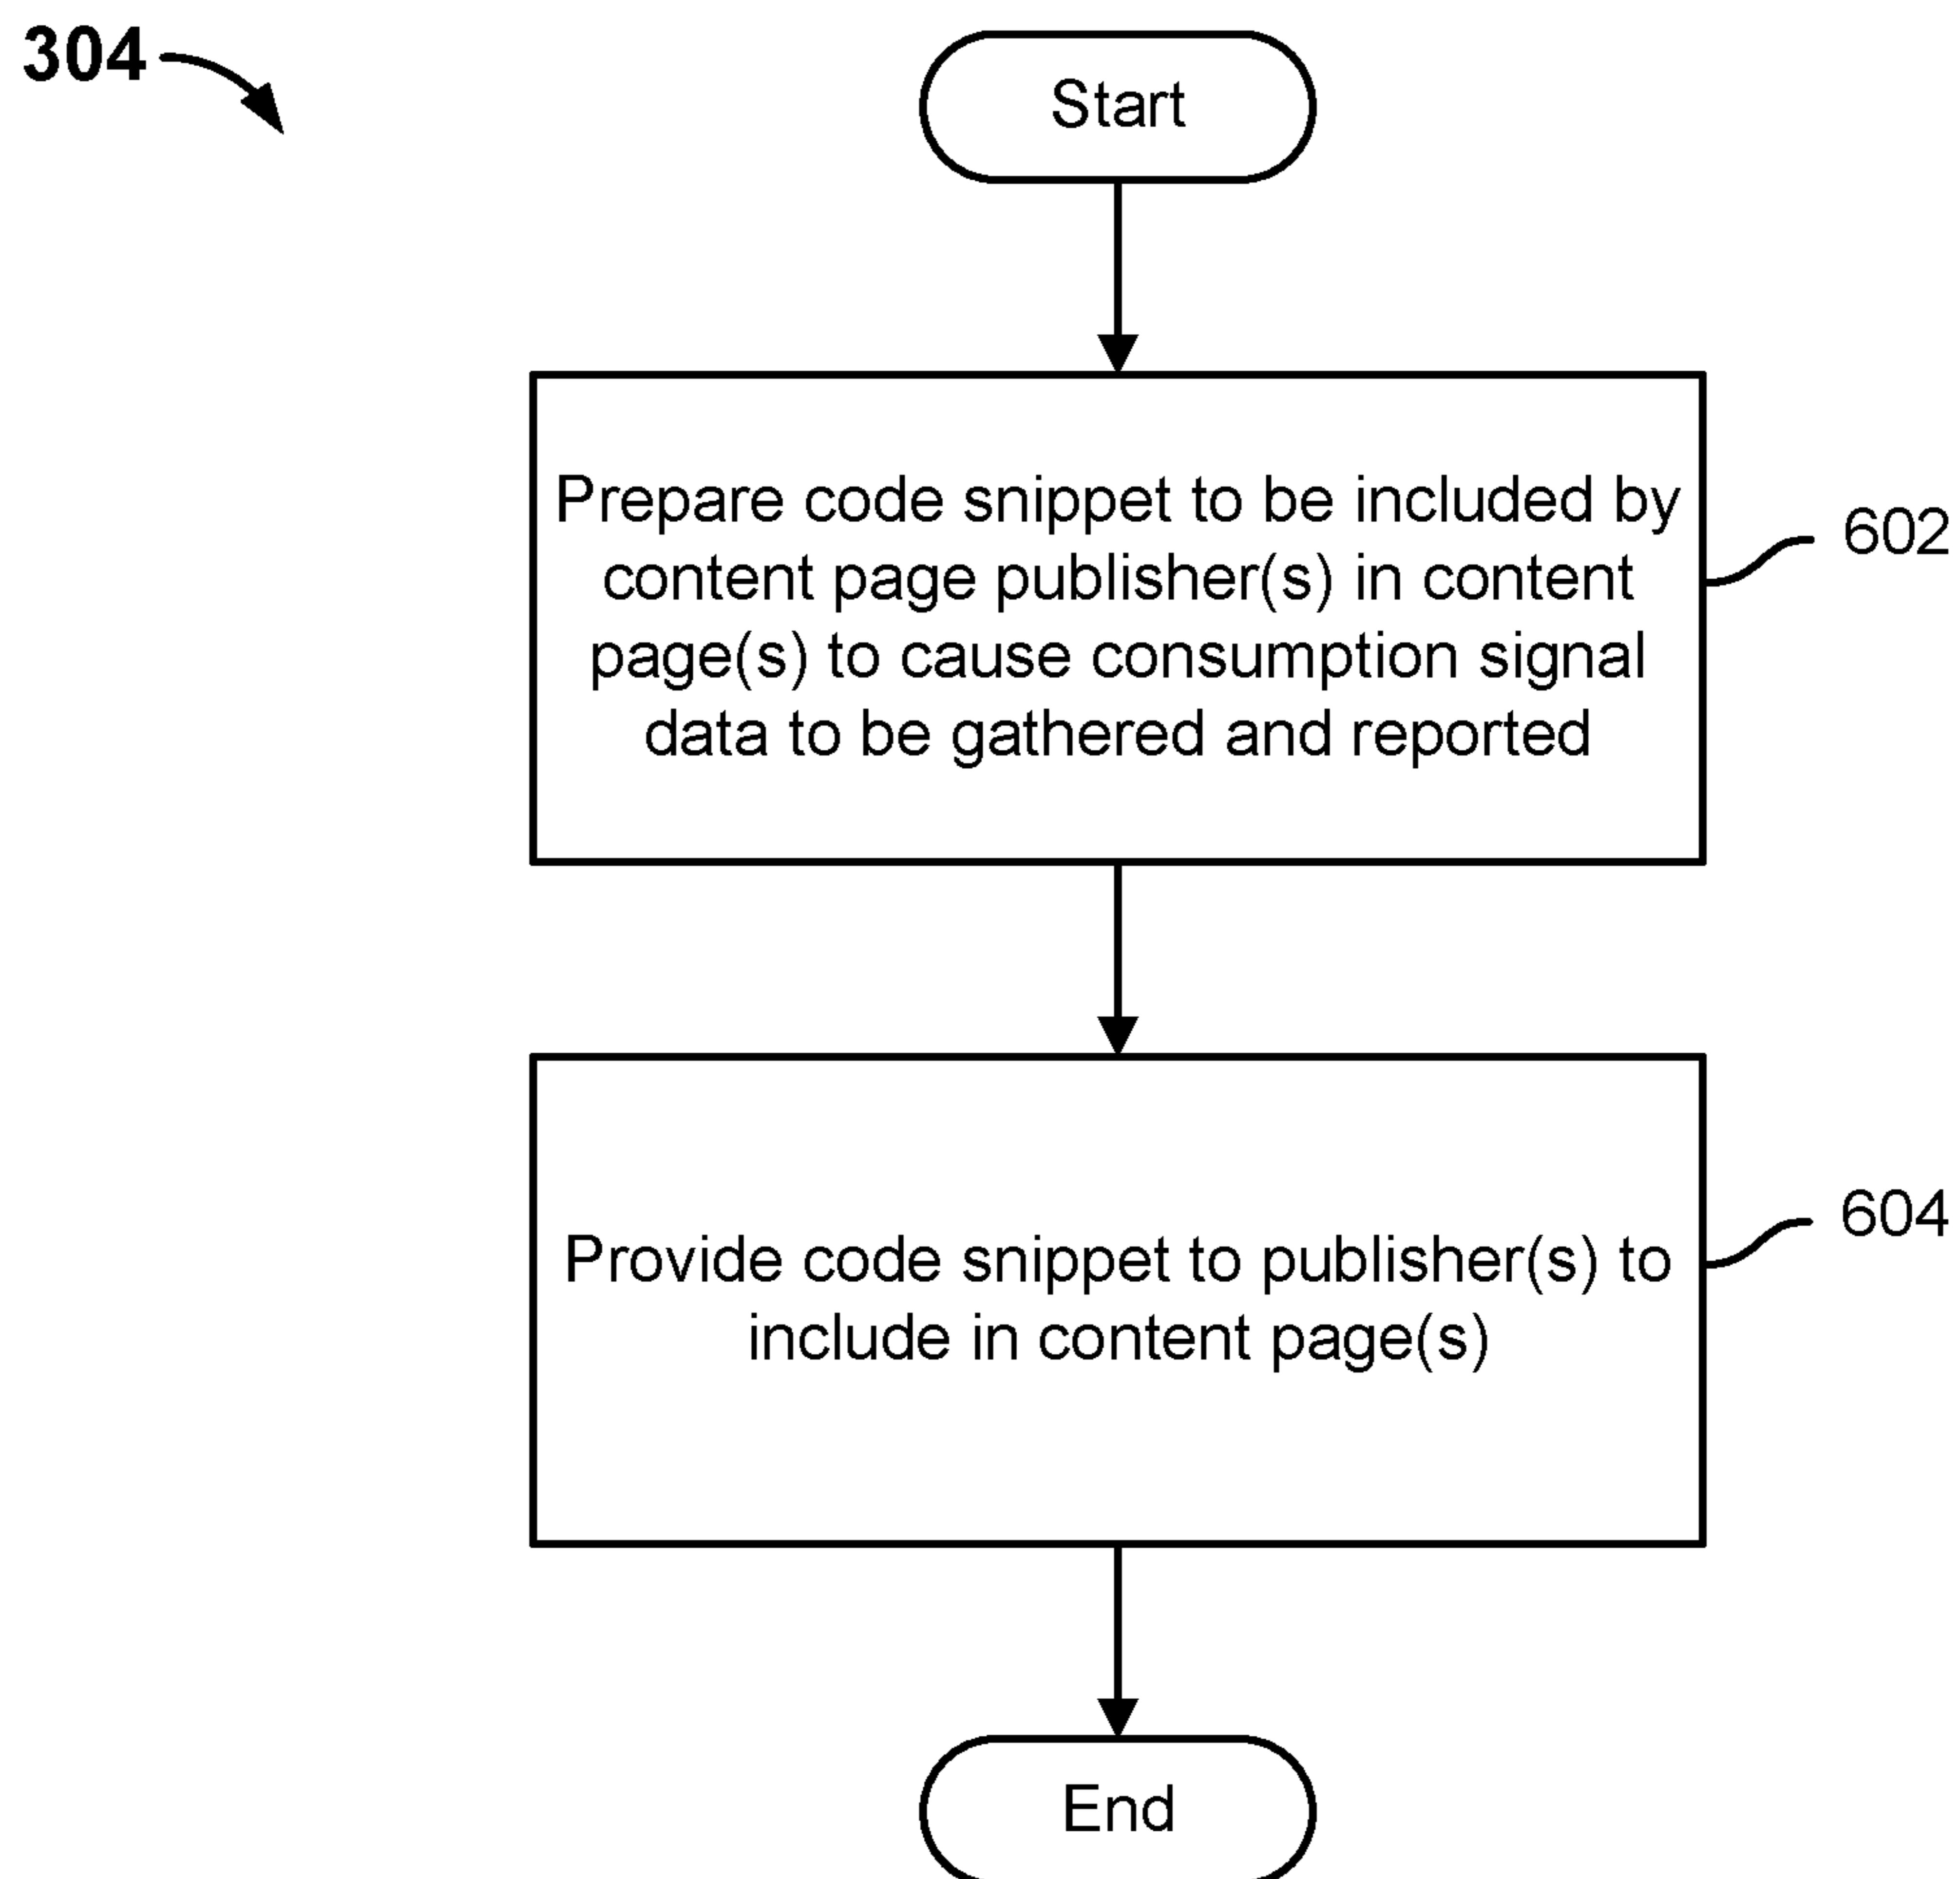 304
Start
Prepare code snippet to be included by
content page publisher(s) in content
page(s) to cause consumption signal
data to be gathered and reported
602
Provide code snippet to publisher(s) to
include in content page(s)
604
End